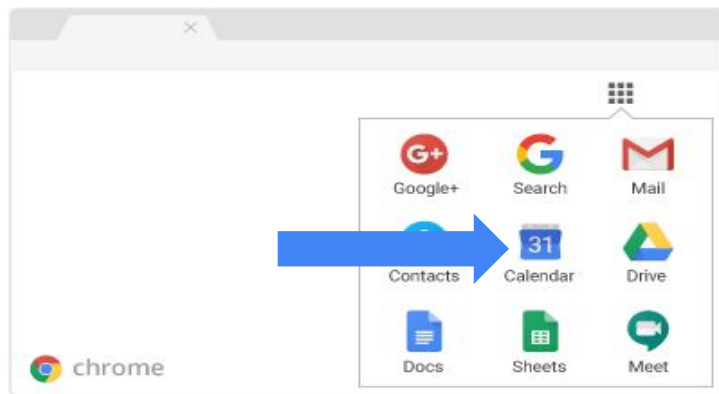 Google+ Search Mail
31
Contacts Calendar Drive
chrome
Docs Sheets Meet